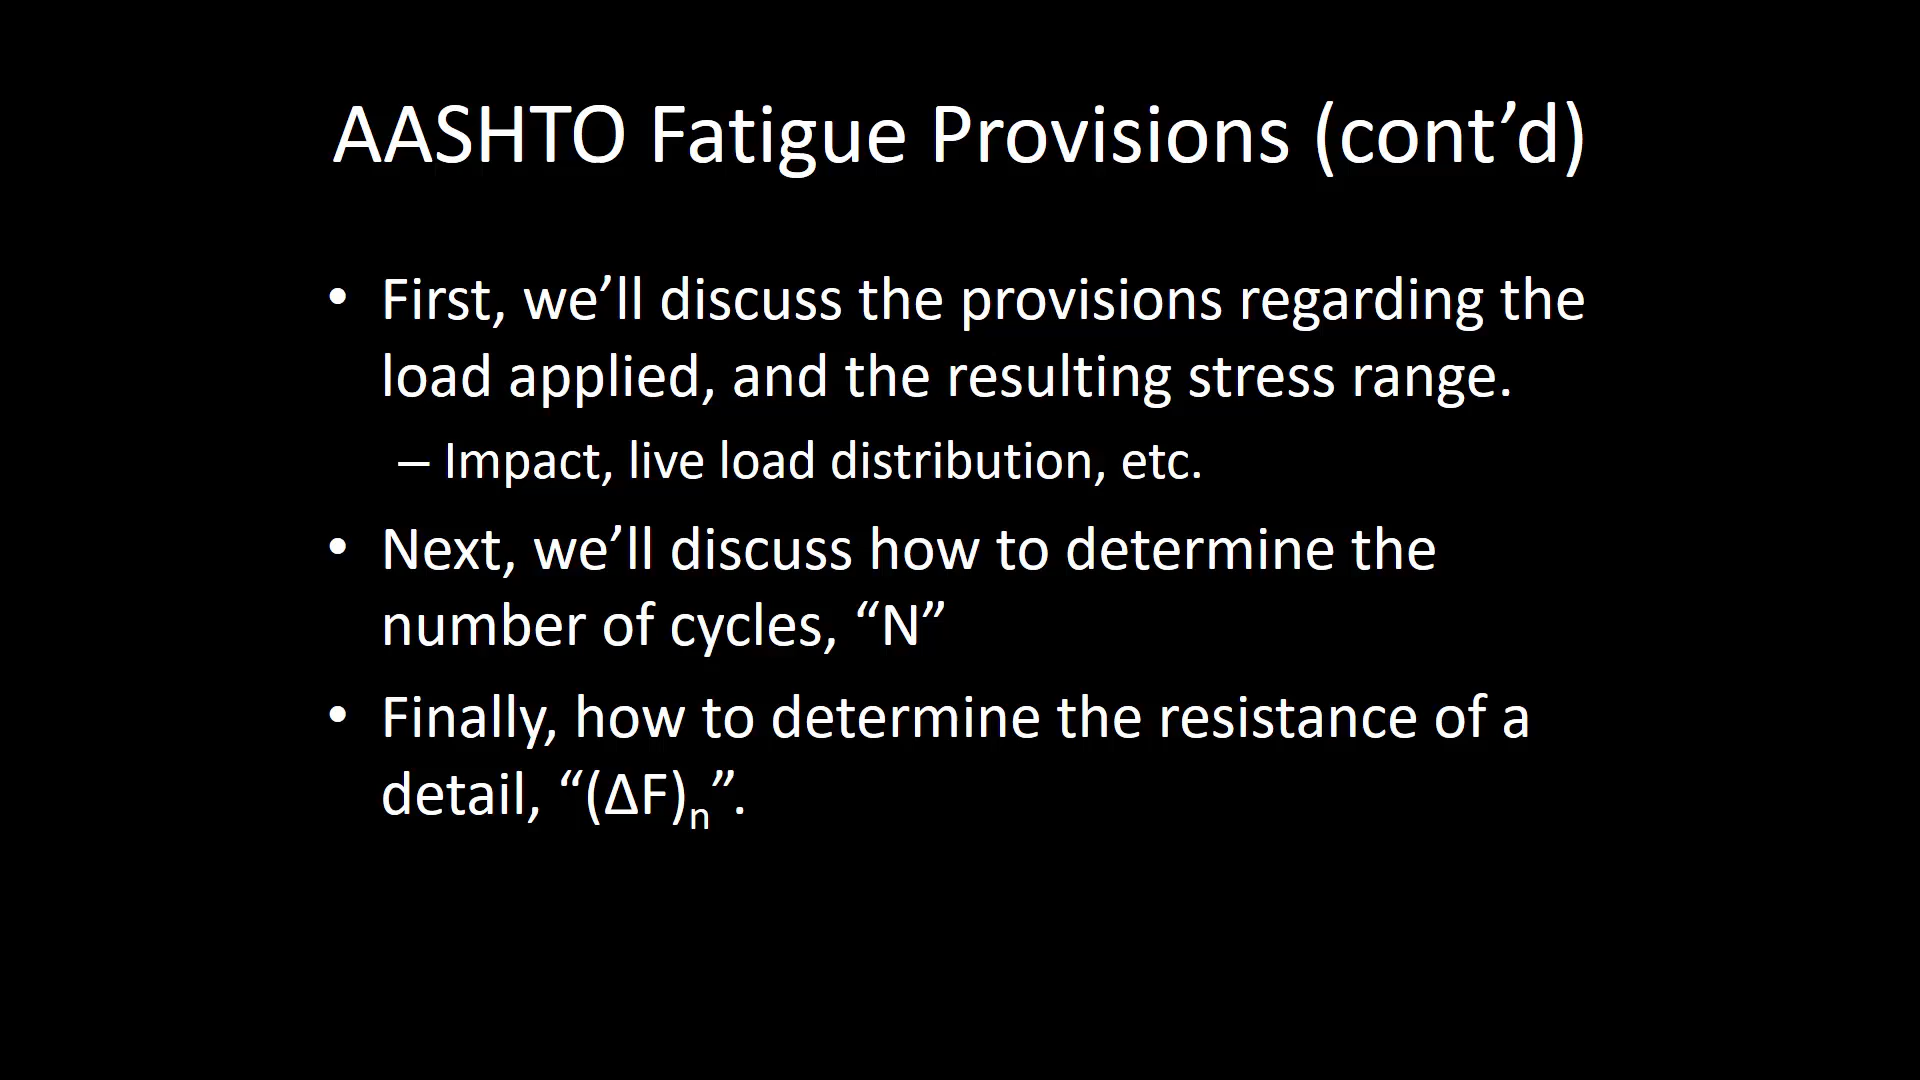 AASHTO Fatigue Provisions (cont’d)
• First, we’ll discuss the provisions regarding the
load applied, and the resulting stress range.
– Impact, live load distribution, etc.
• Next, we’ll discuss how to determine the
number of cycles, “N”
• Finally, how to determine the resistance of a
detail, “(ΔF)n”.